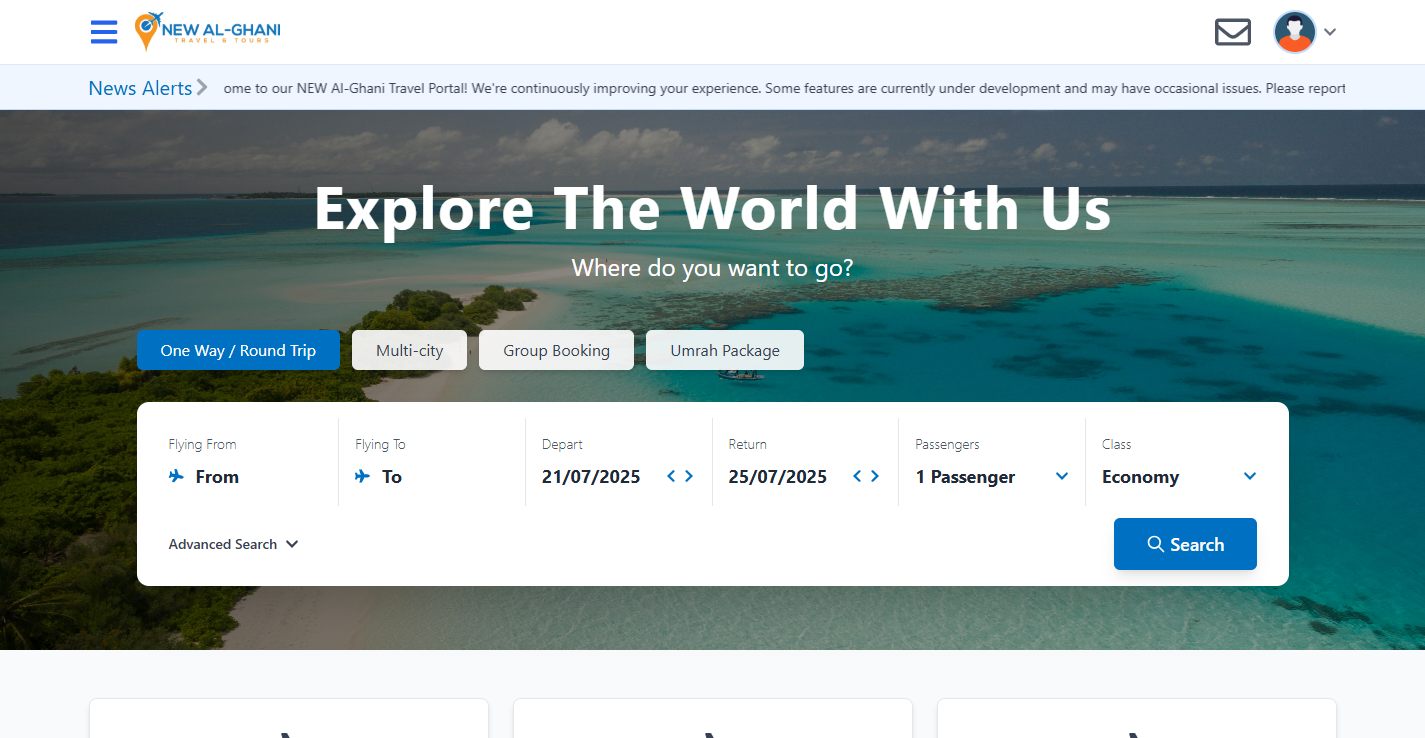 NEW AL-GHANI
TRAVEL & TOURS
News Alerts
ome to our NEW Al-Ghani Travel Portal! We're continuously improving your experience. Some features are currently under development and may have occasional issues. Please report
Explore The World With Us
Where do you want to go?
One Way / Round Trip
Multi-city
Group Booking
Umrah Package
Flying From
Flying To
Depart
Return
Passengers
Class
From
To
21/07/2025
25/07/2025
1 Passenger
Economy
Advanced Search
Search